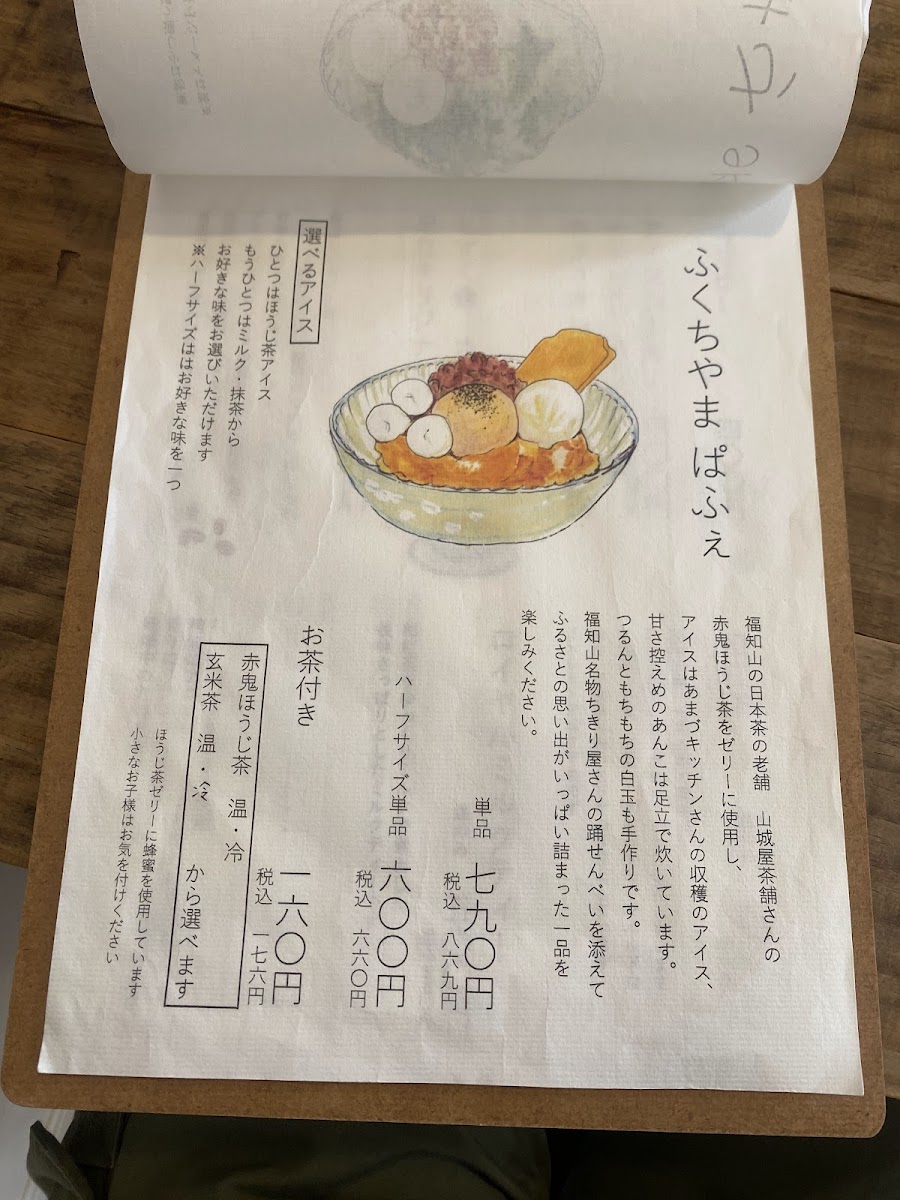 ふくちやま ぱふぇ
福知山の日本茶の老舗　山城屋茶舗さんの
赤鬼ほうじ茶をゼリーに使用し、
アイスはあまづキッチンさんの収穫のアイス、
甘さ控えめのあんこは足立で炊いています。
つるんともちもちの白玉も手作りです。
福知山名物ちきり屋さんの踊せんべいを添えて
ふるさとの思い出がいっぱい詰まった一品を
楽しみください。
選べるアイス
ひとつはほうじ茶アイス
もうひとつはミルク・抹茶から
お好きな味をお選びいただけます
※ハーフサイズははお好きな味を一つ
単品　七九〇円
税込　八六九円
ハーフサイズ単品　六〇〇円
税込　六六〇円
お茶付き　一六〇円
税込　一七六円
赤鬼ほうじ茶　温・冷
玄米茶　温・冷　から選べます
ほうじ茶ゼリーに蜂蜜を使用しています
小さなお子様はお気を付けください